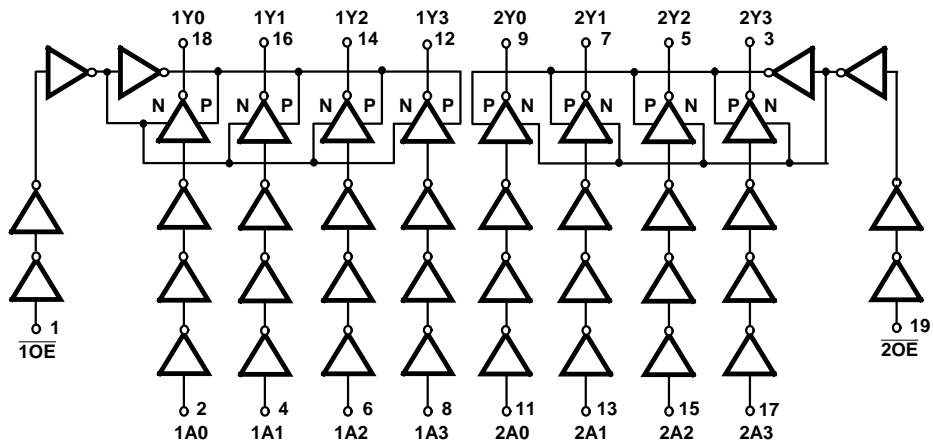 1Y0 1Y1 1Y2 1Y3 2Y0 2Y1 2Y2 2Y3
18 16 14 12 9 7 5 3
N P N P N P N P P N P N P N P N
1 19
1OE 2OE
2 4 6 8 11 13 15 17
1A0 1A1 1A2 1A3 2A0 2A1 2A2 2A3